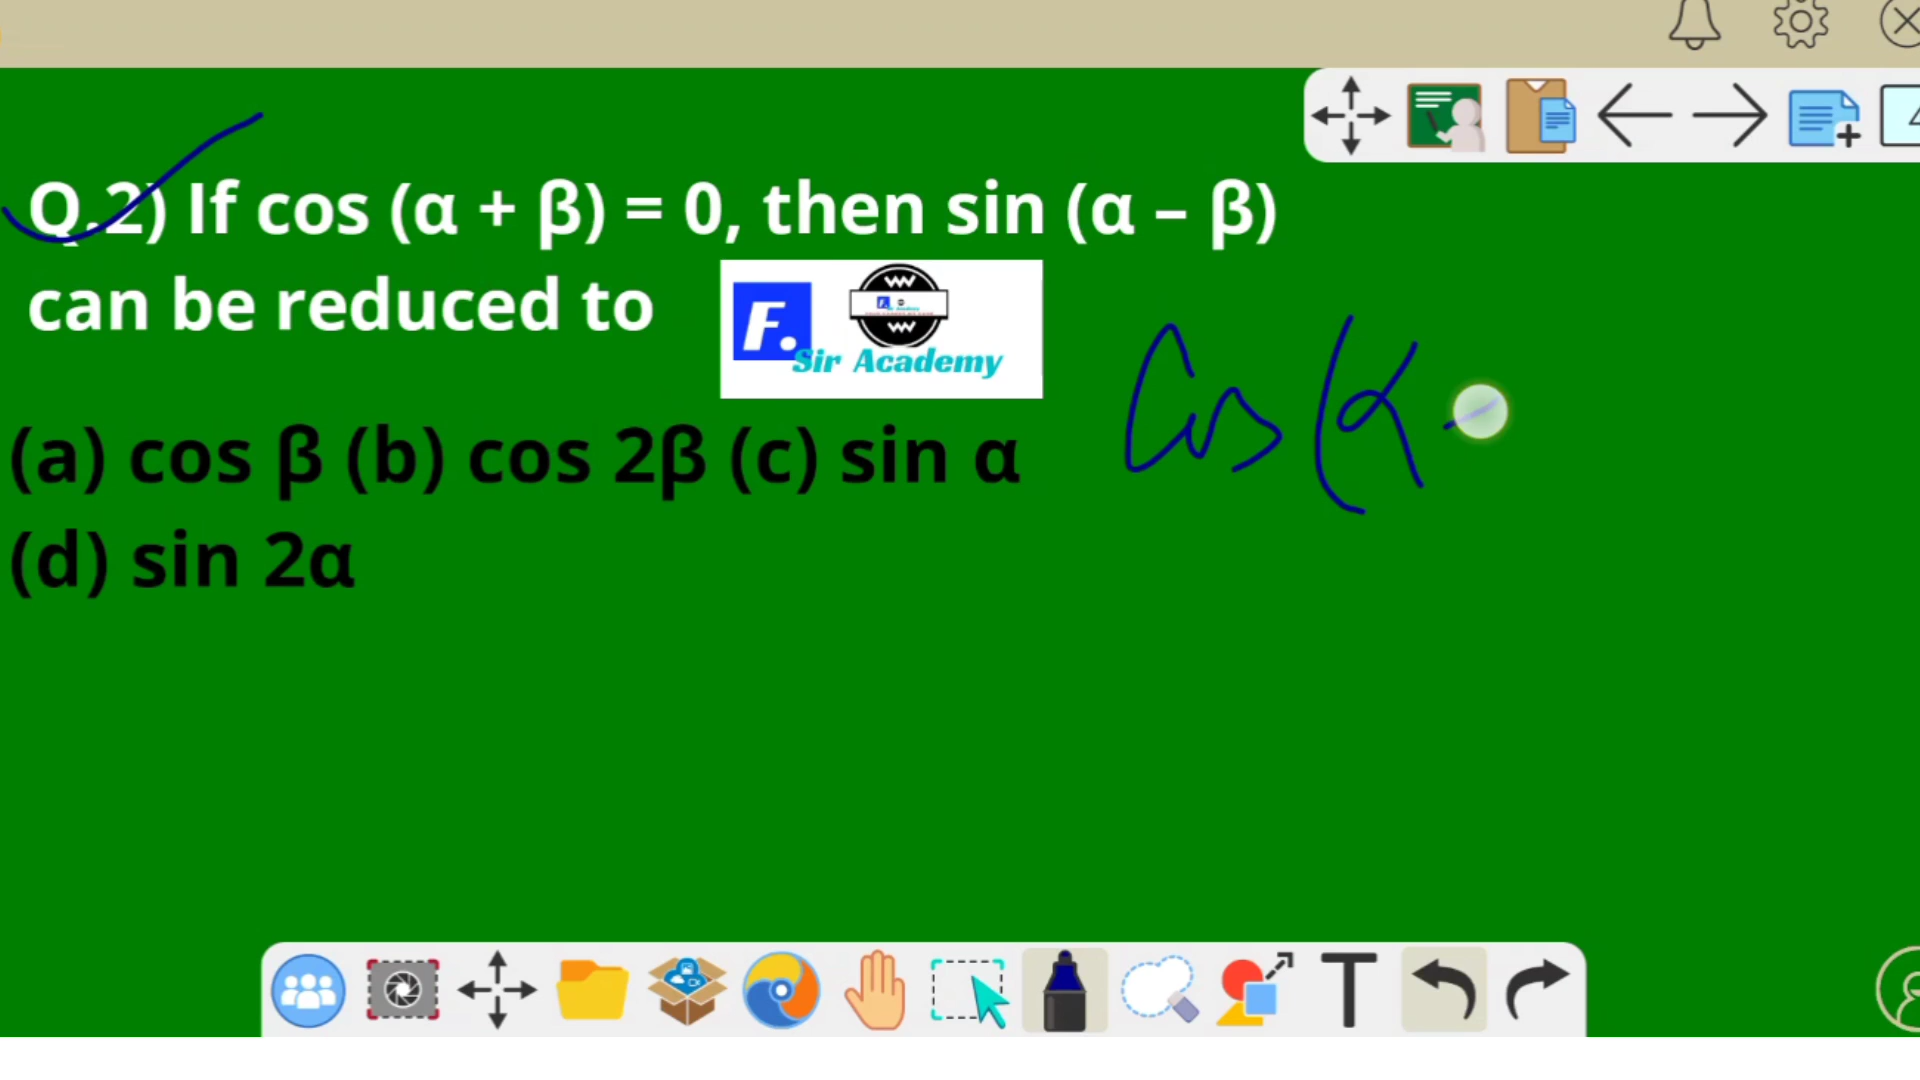 Q.2) If cos (α + β) = 0, then sin (α – β)
can be reduced to
F.
Sir Academy
Cos(α
(a) cos β (b) cos 2β (c) sin α
(d) sin 2α
T